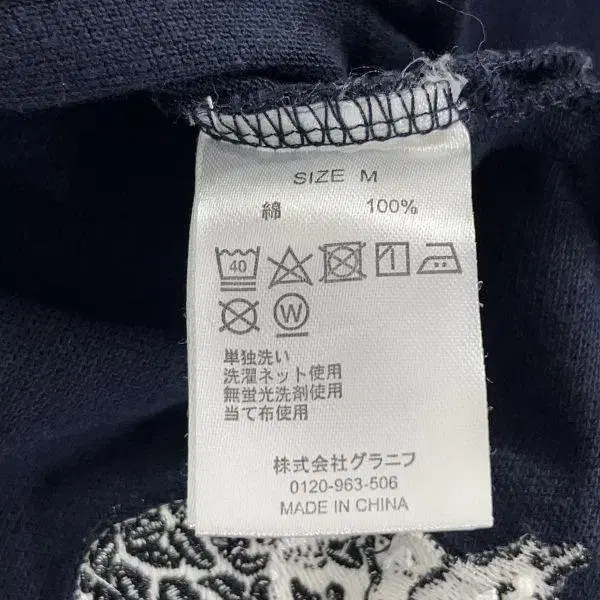 SIZE M
綿 100%
40
W
単独洗い
洗濯ネット使用
無蛍光洗剤使用
当て布使用
株式会社グラニフ
0120-963-506
MADE IN CHINA